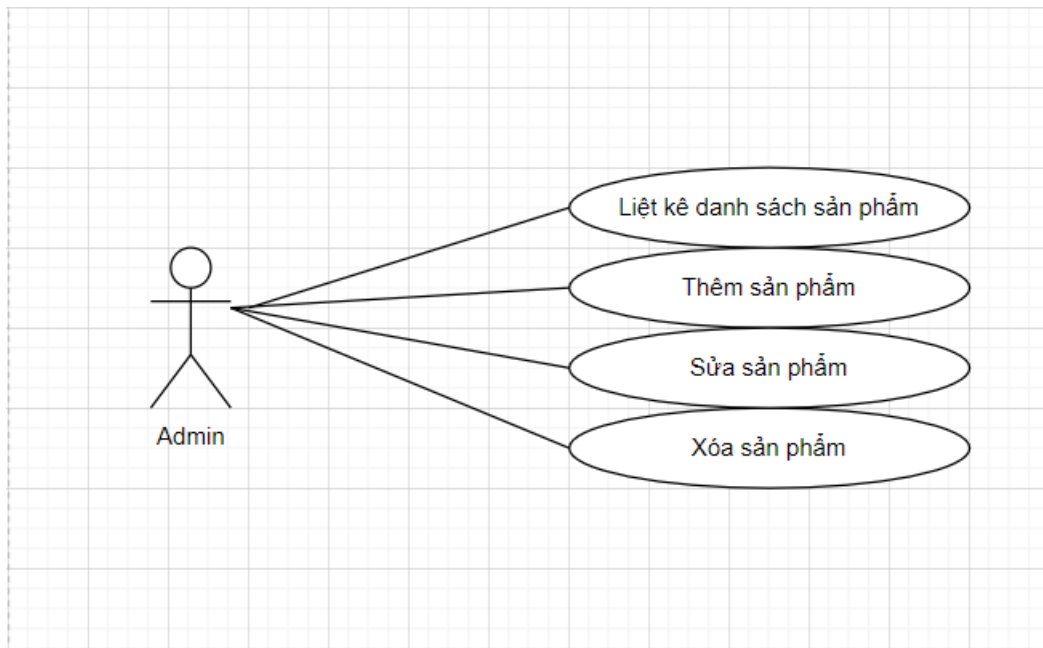 Liệt kê danh sách sản phẩm
Thêm sản phẩm
Sửa sản phẩm
Xóa sản phẩm
Admin